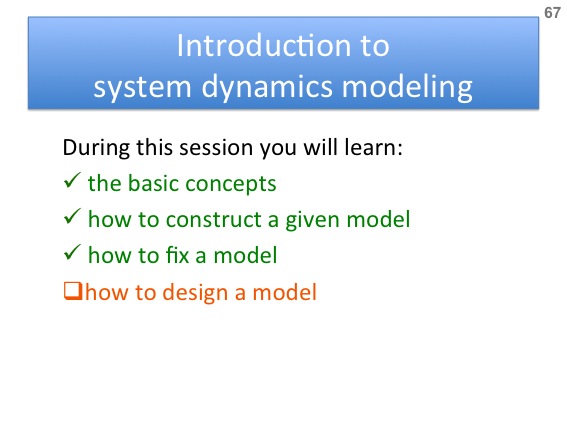 67
Introduction to
system dynamics modeling
During this session you will learn:
✓ the basic concepts
✓ how to construct a given model
✓ how to fix a model
❑how to design a model